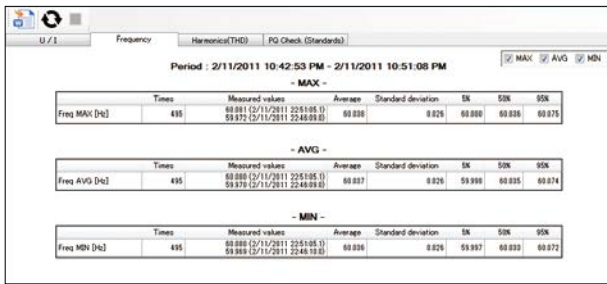 U / I Frequency Harmonics(THD) PQ Check (Standards)
MAX AVG MIN
Period : 2/11/2011 10:42:53 PM - 2/11/2011 10:51:08 PM
- MAX -
Times Measured values Average Standard deviation 5% 50% 95%
60.081 (2/11/2011 22:51:05.1)
Freq MAX [Hz] 495 60.038 0.026 60.000 60.036 60.075
59.972 (2/11/2011 22:46:09.0)
- AVG -
Times Measured values Average Standard deviation 5% 50% 95%
60.080 (2/11/2011 22:51:05.1)
Freq AVG [Hz] 495 60.037 0.026 59.998 60.035 60.074
59.970 (2/11/2011 22:46:09.0)
- MIN -
Times Measured values Average Standard deviation 5% 50% 95%
60.080 (2/11/2011 22:51:05.1)
Freq MIN [Hz] 495 60.036 0.026 59.997 60.033 60.072
59.969 (2/11/2011 22:46:10.0)